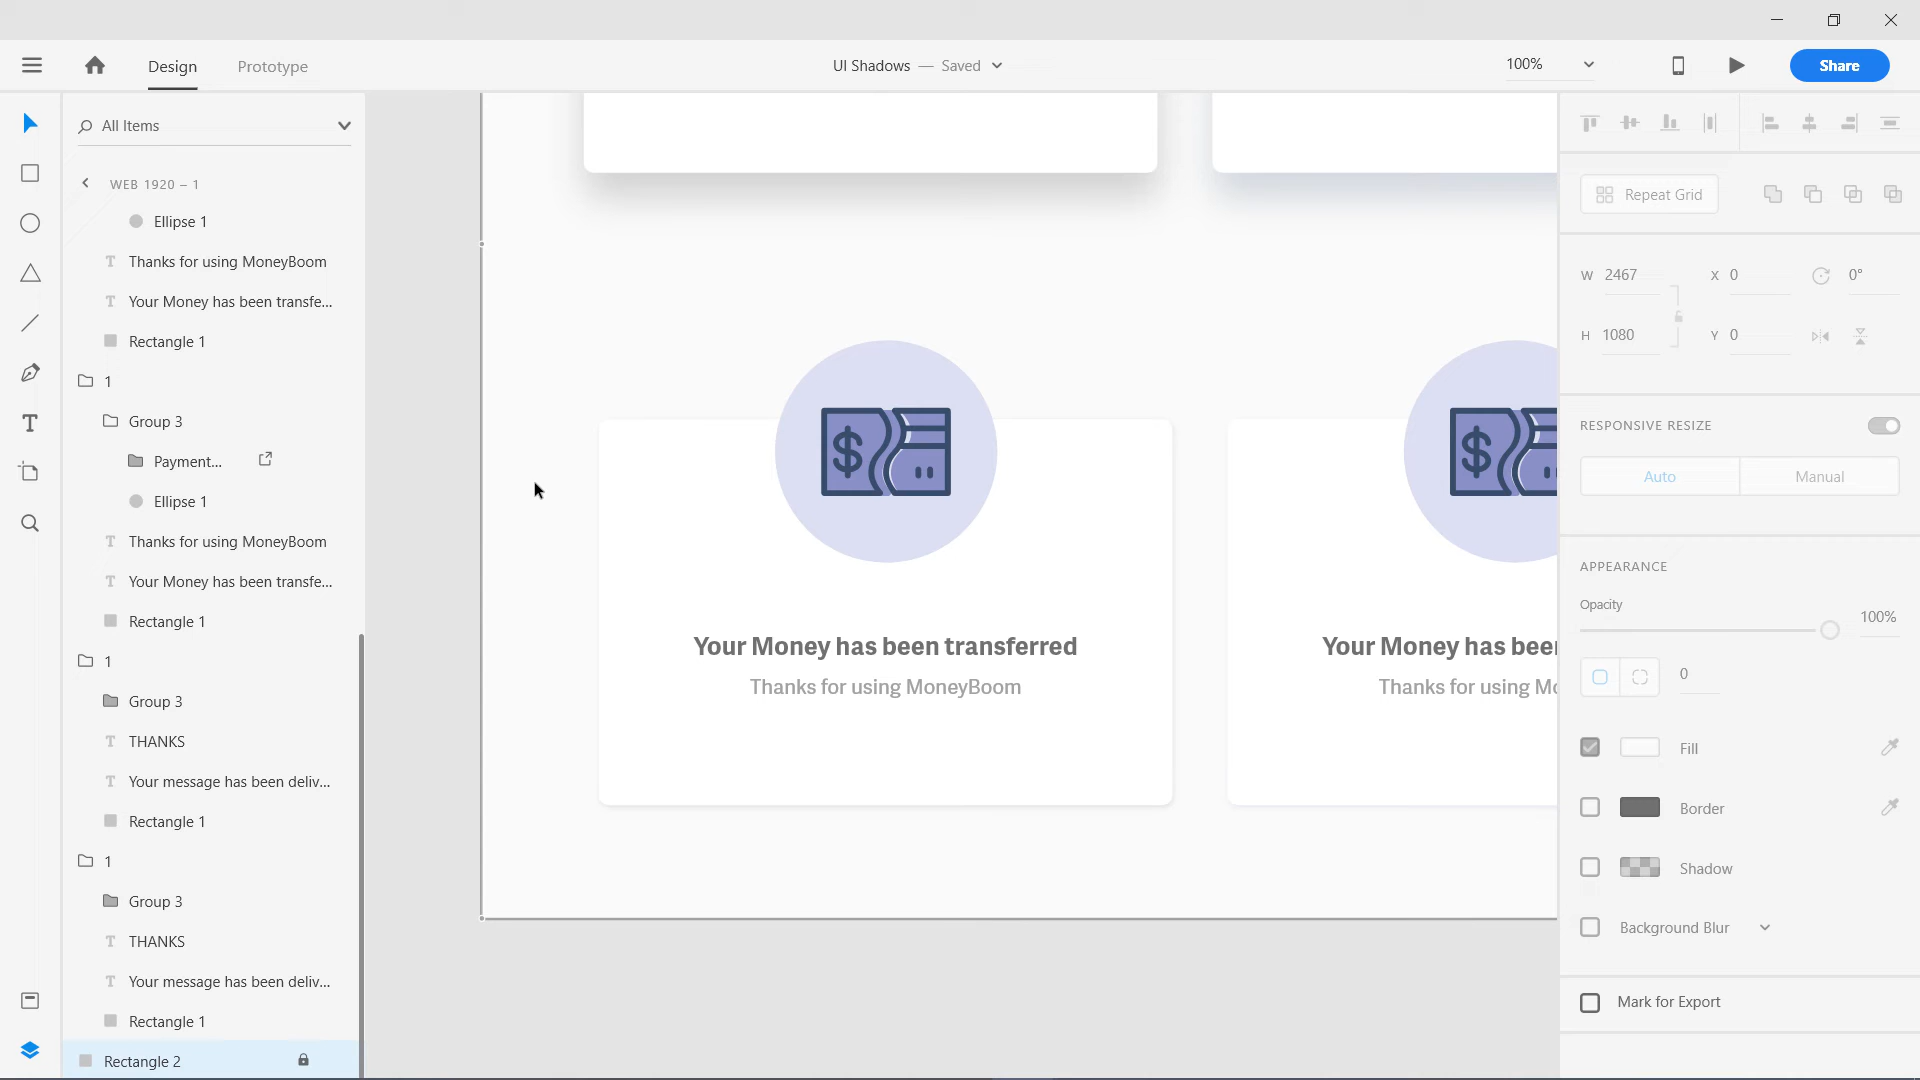 Design
Prototype
UI Shadows — Saved
100%
Share
All Items
WEB 1920 – 1
Ellipse 1
Thanks for using MoneyBoom
Your Money has been transfe...
Rectangle 1
1
Group 3
Payment...
Ellipse 1
Thanks for using MoneyBoom
Your Money has been transfe...
Rectangle 1
1
Group 3
THANKS
Your message has been deliv...
Rectangle 1
1
Group 3
THANKS
Your message has been deliv...
Rectangle 1
Rectangle 2
$
Your Money has been transferred
Thanks for using MoneyBoom
$
Your Money has bee
Thanks for using Mo
Repeat Grid
W 2467 X 0 0°
H 1080 Y 0
RESPONSIVE RESIZE
Auto Manual
APPEARANCE
Opacity
100%
0
Fill
Border
Shadow
Background Blur
Mark for Export